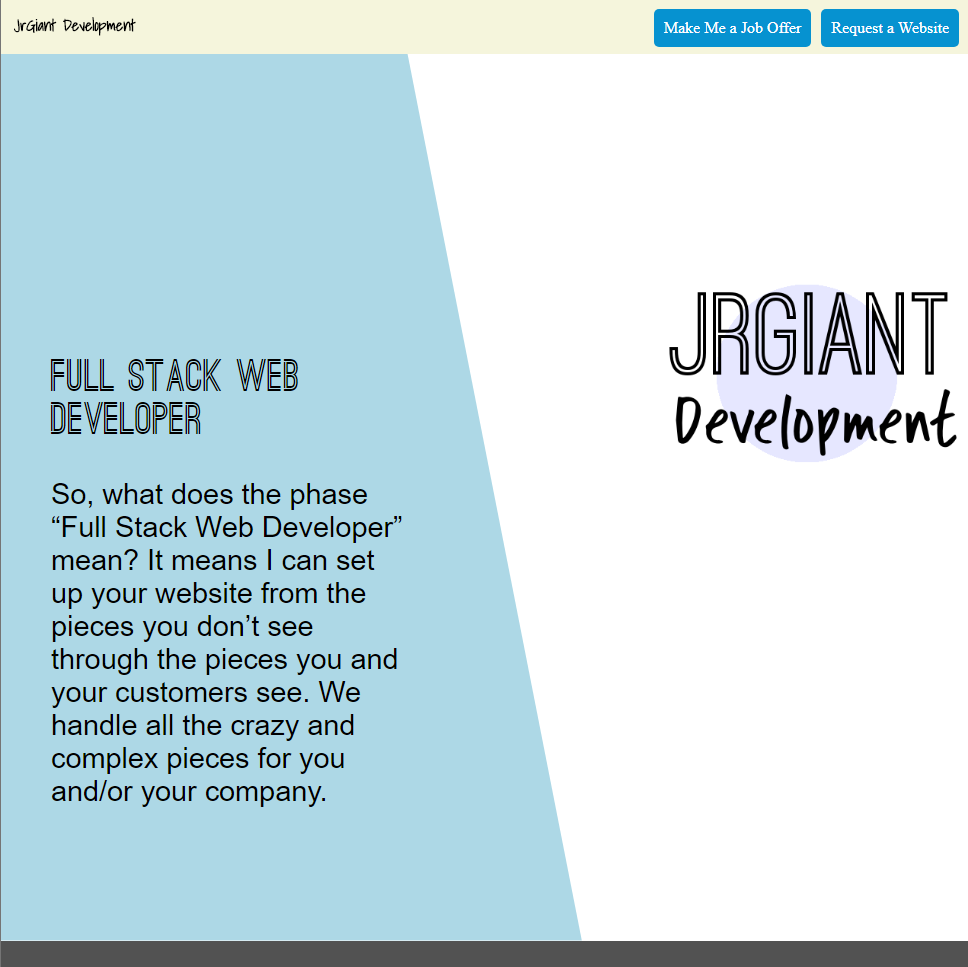 JrGiant Development
Make Me a Job Offer
Request a Website
JRGIANT
Development
FULL STACK WEB
DEVELOPER
So, what does the phase
“Full Stack Web Developer”
mean? It means I can set
up your website from the
pieces you don’t see
through the pieces you and
your customers see. We
handle all the crazy and
complex pieces for you
and/or your company.